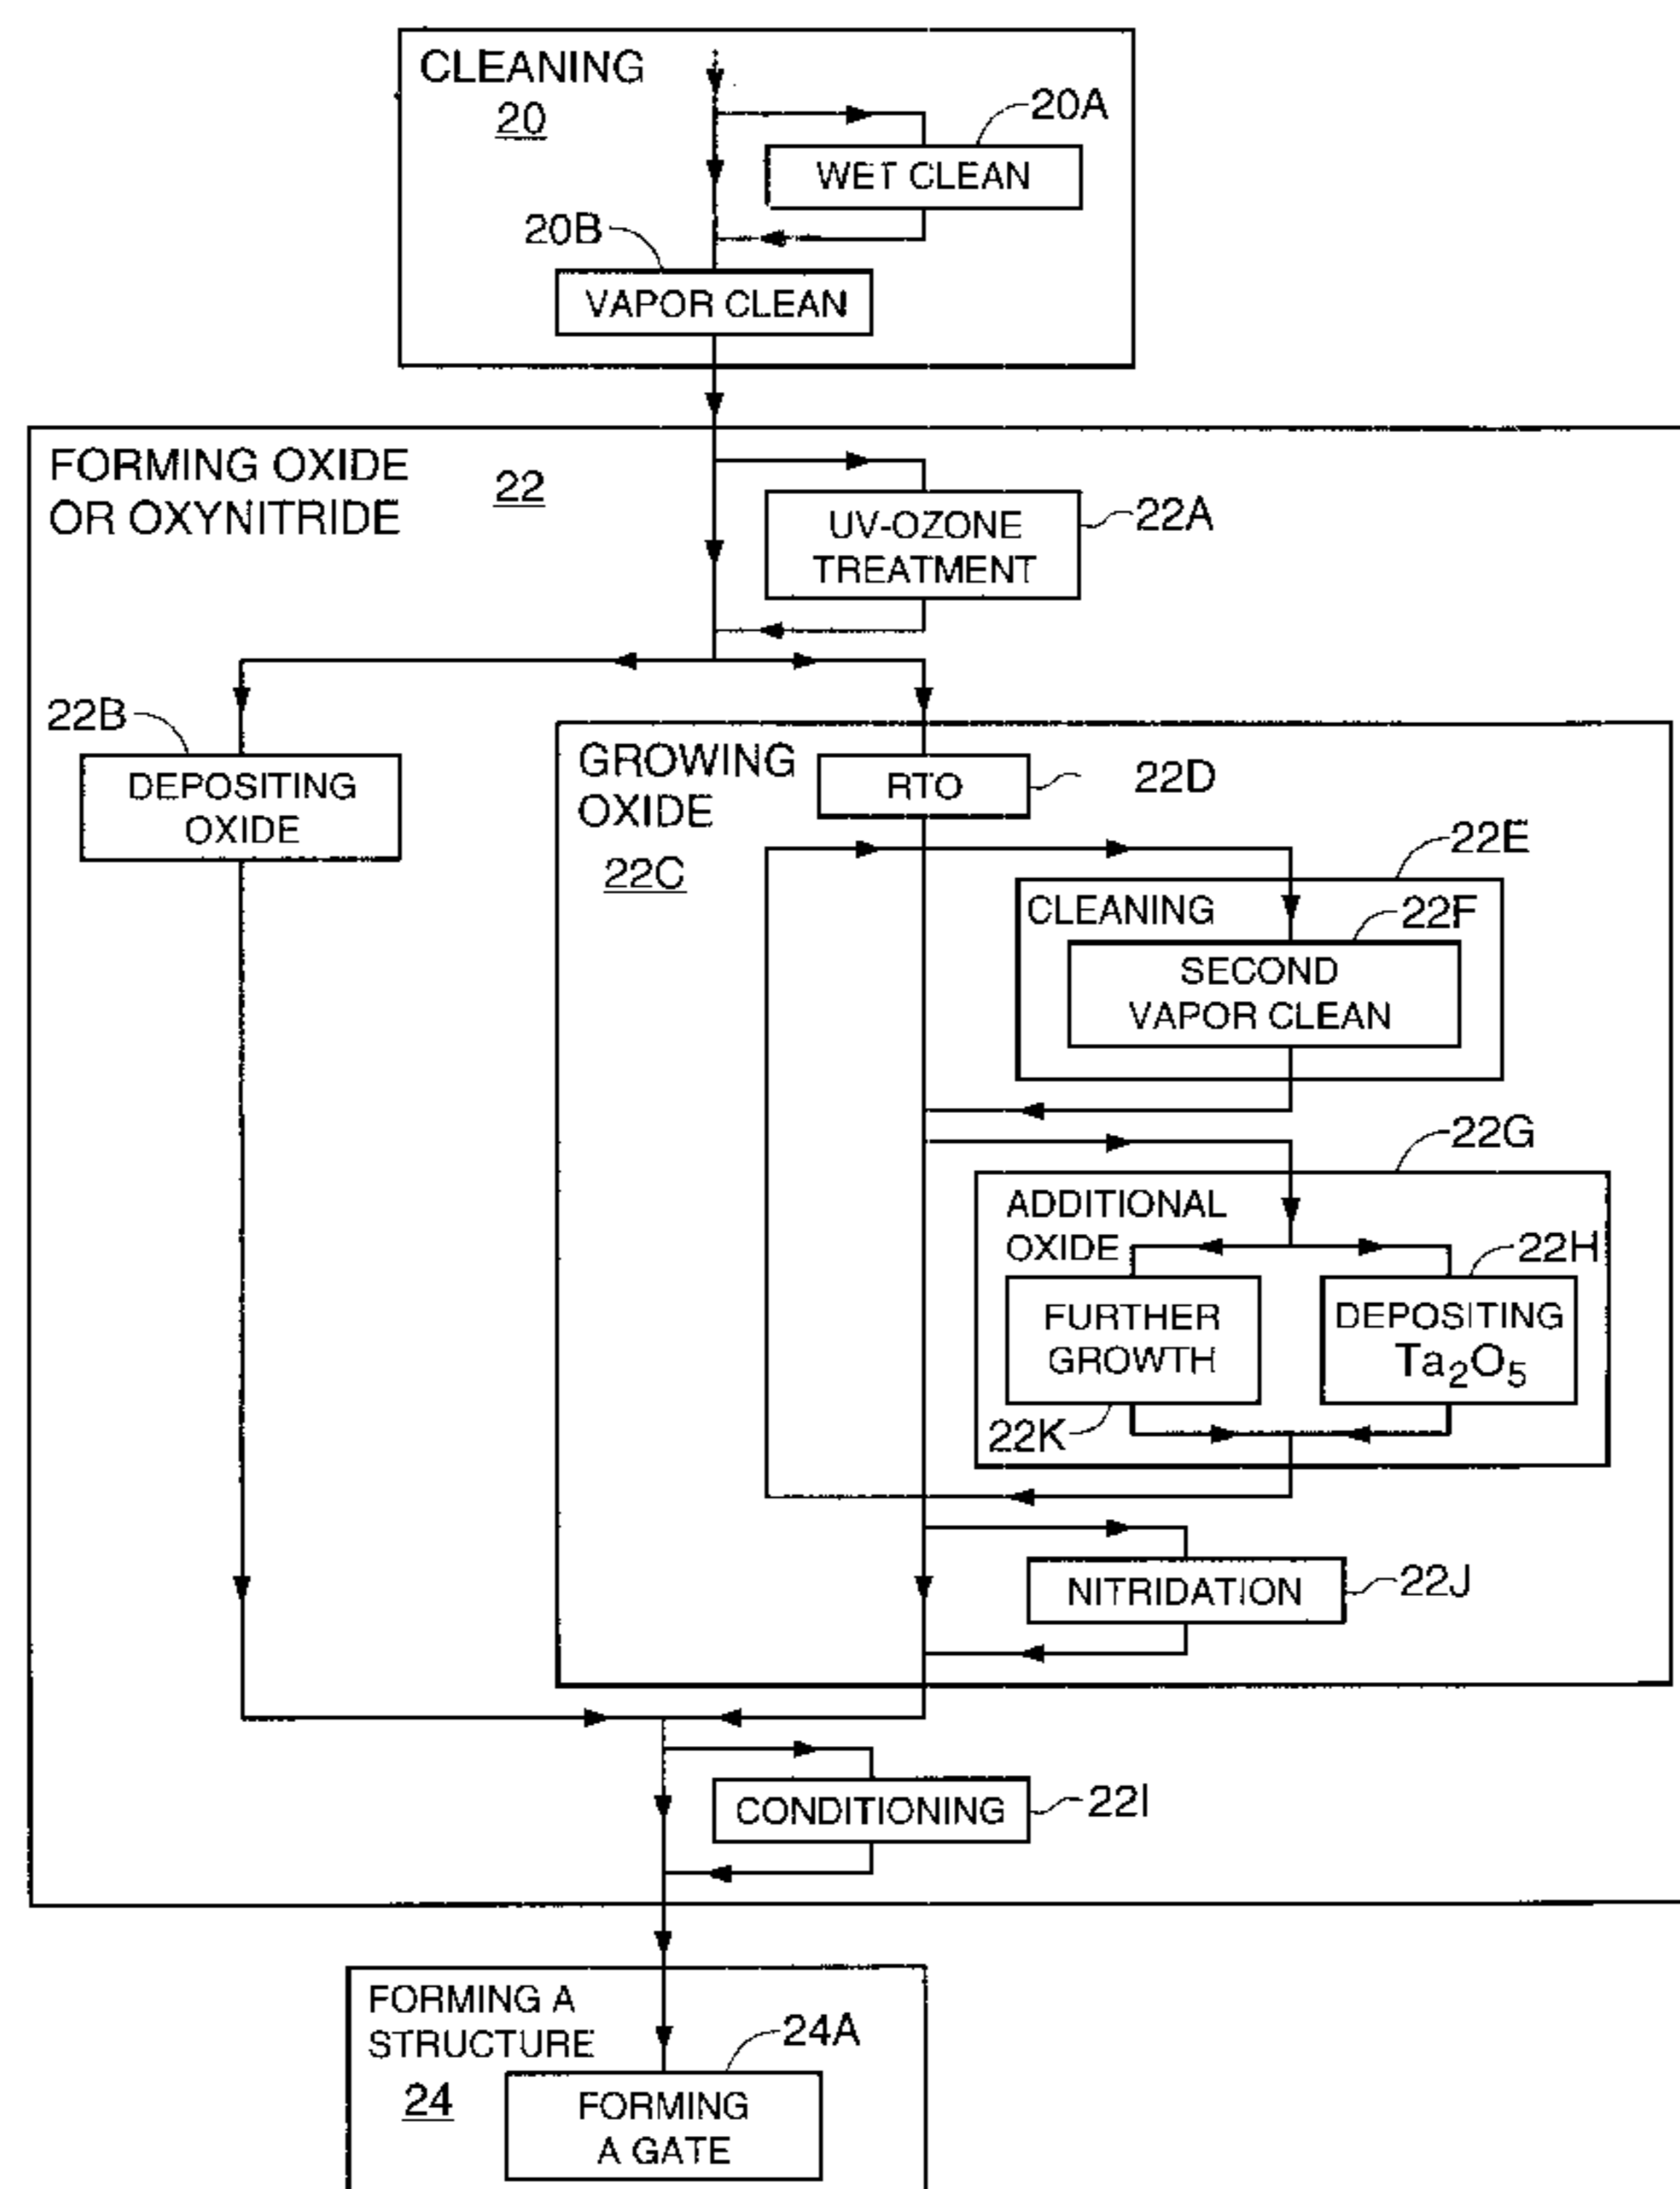 CLEANING
20
20A
WET CLEAN
20B
VAPOR CLEAN
FORMING OXIDE
OR OXYNITRIDE
22
22A
UV-OZONE
TREATMENT
22B
DEPOSITING
OXIDE
GROWING
OXIDE
22C
RTO
22D
22E
CLEANING
22F
SECOND
VAPOR CLEAN
22G
ADDITIONAL
OXIDE
22H
FURTHER
GROWTH
DEPOSITING
Ta₂O₅
22K
NITRIDATION
22J
CONDITIONING
22I
FORMING A
STRUCTURE
24
24A
FORMING
A GATE